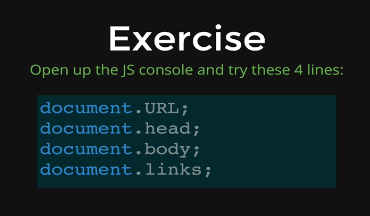 Exercise
Open up the JS console and try these 4 lines:
document.URL;
document.head;
document.body;
document.links;